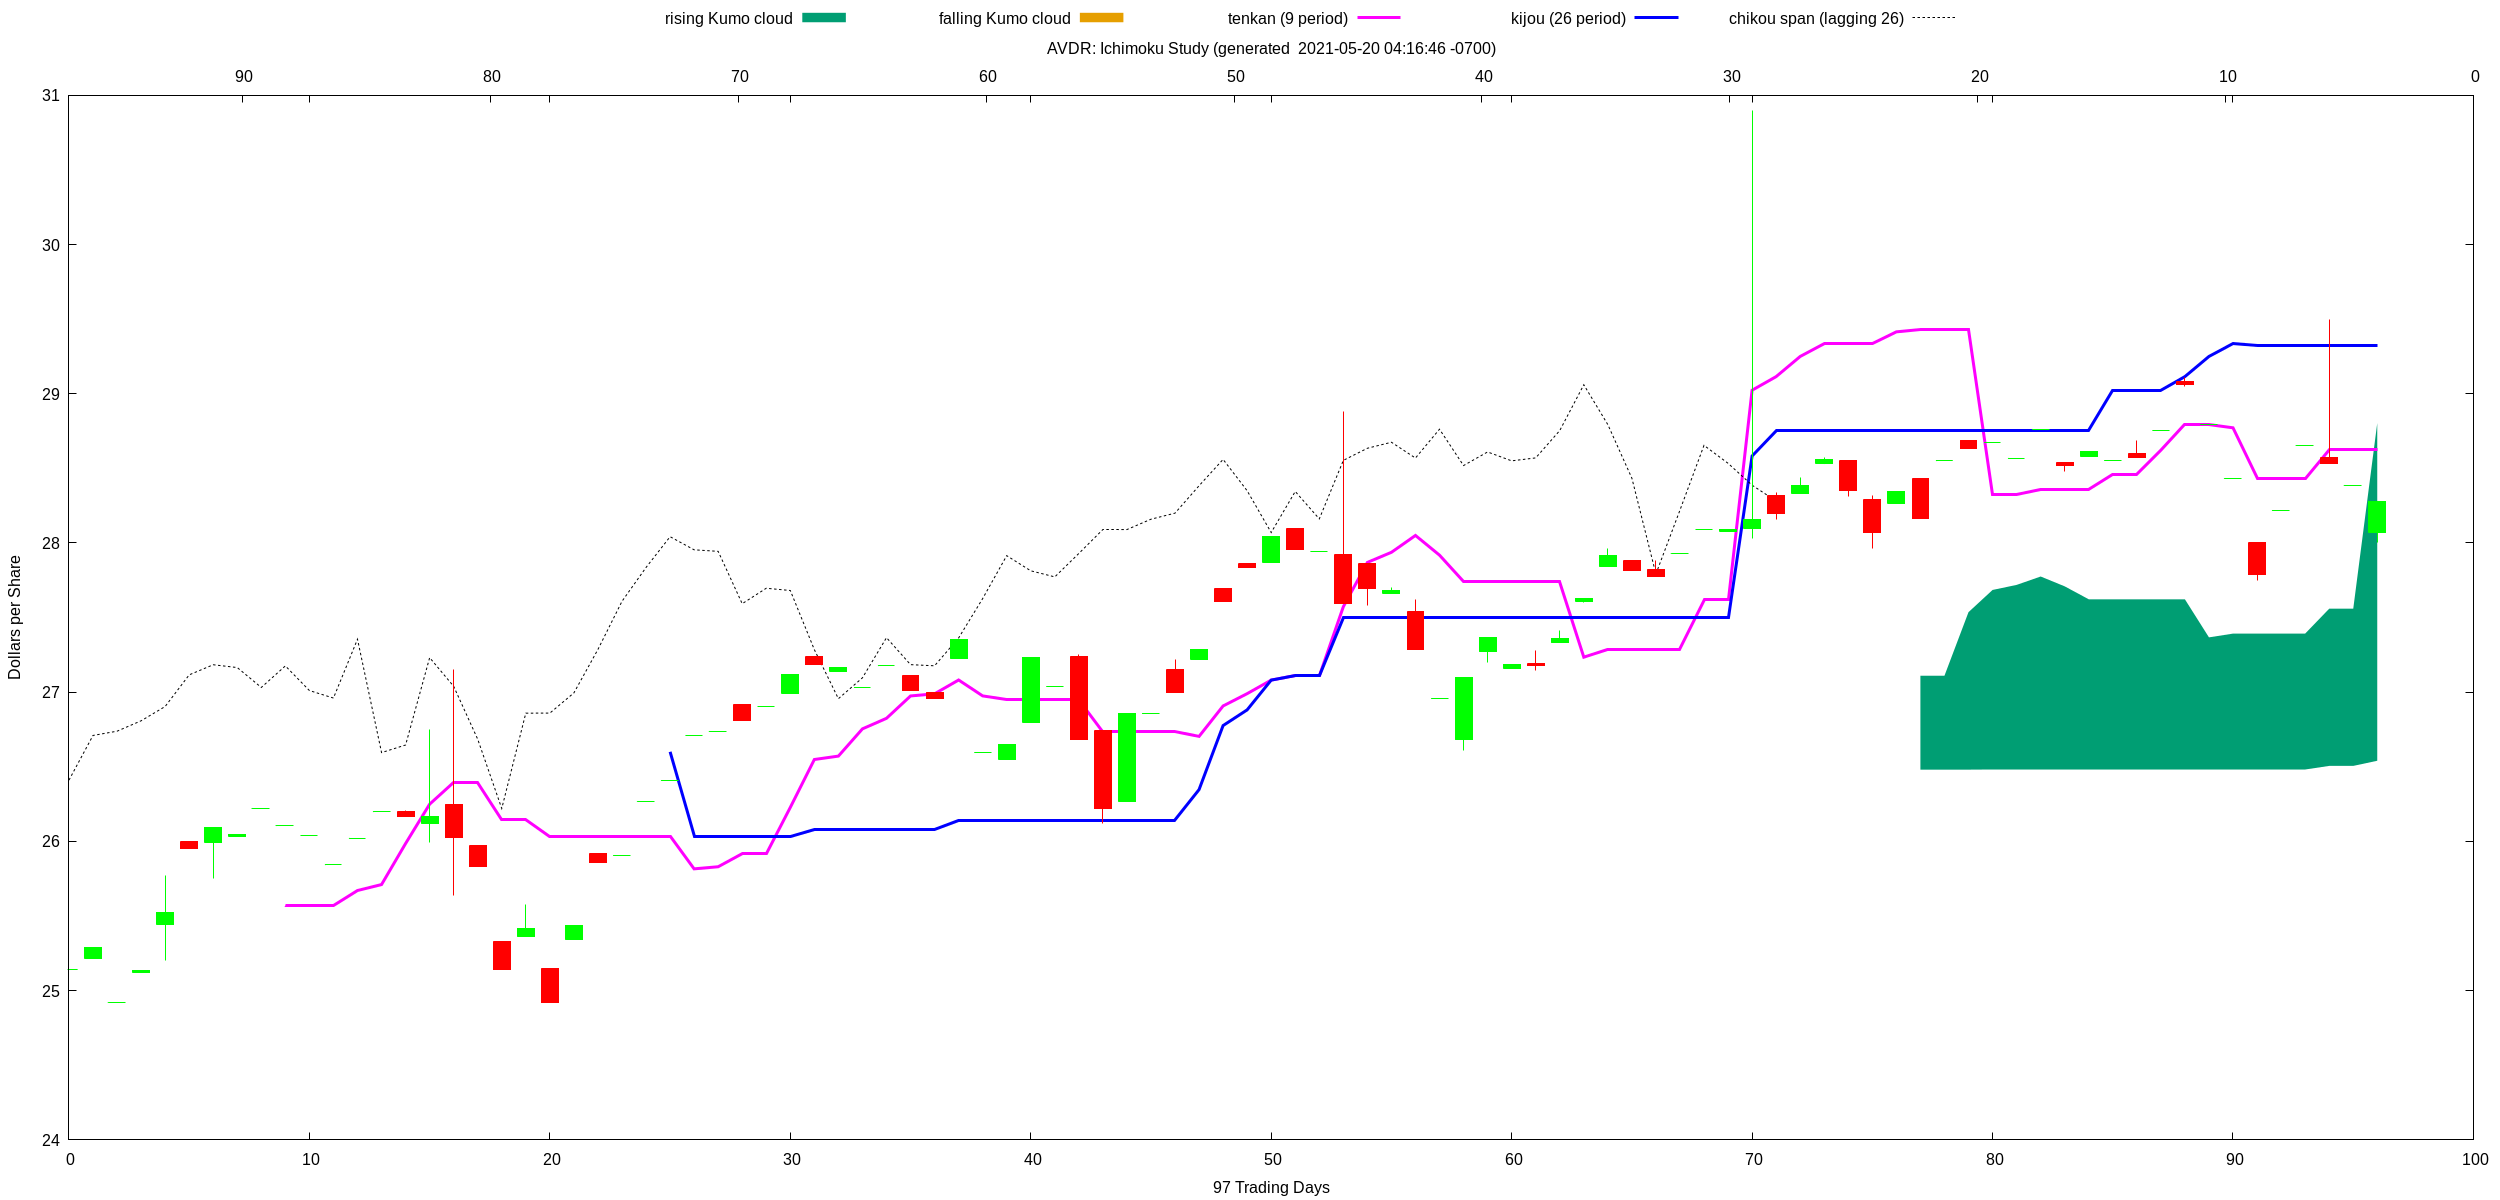 rising Kumo cloud falling Kumo cloud tenkan (9 period) kijou (26 period) chikou span (lagging 26)
AVDR: Ichimoku Study (generated  2021-05-20 04:16:46 -0700)
90 80 70 60 50 40 30 20 10 0
31
30
29
28
27
26
25
24
Dollars per Share
0 10 20 30 40 50 60 70 80 90 100
97 Trading Days